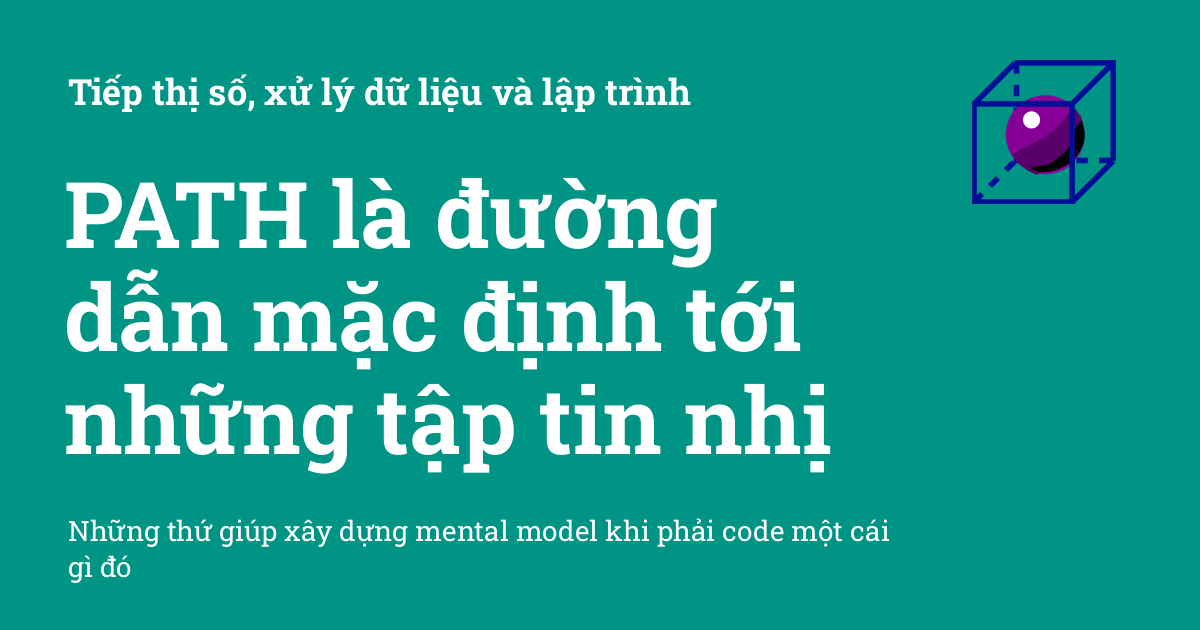 Tiếp thị số, xử lý dữ liệu và lập trình
PATH là đường
dẫn mặc định tới
những tập tin nhị
Những thứ giúp xây dựng mental model khi phải code một cái
gì đó